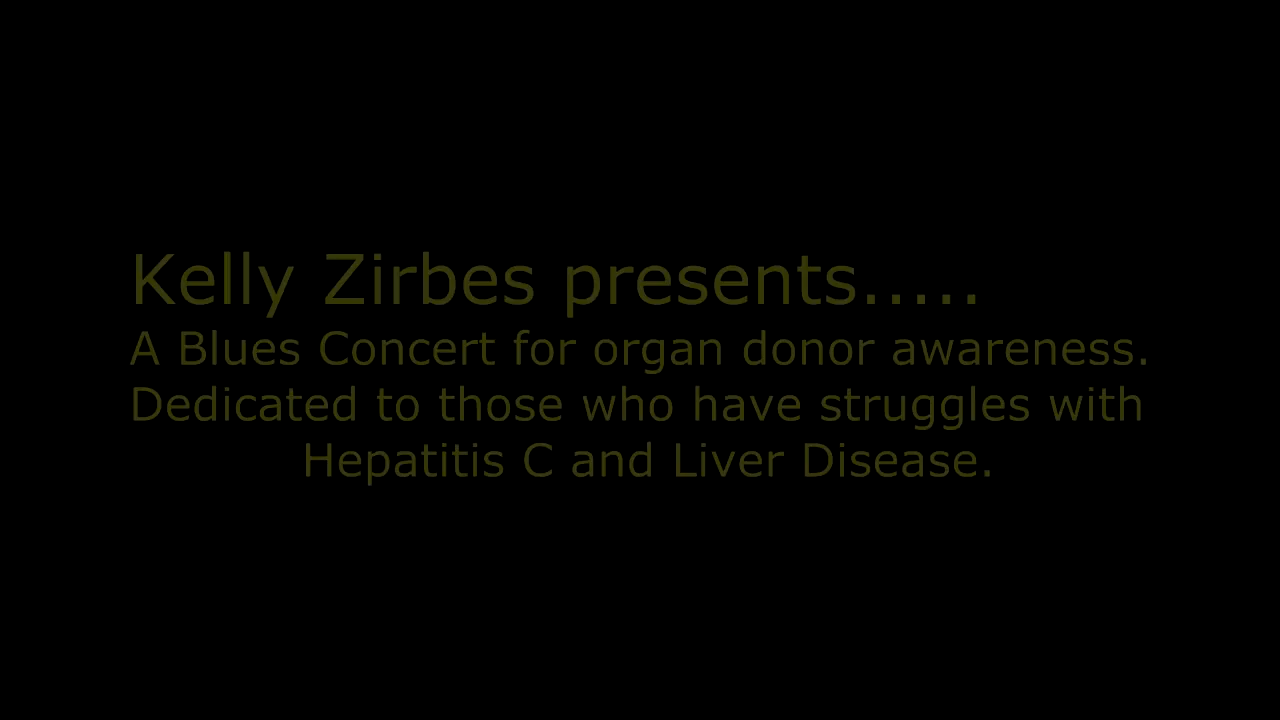 Kelly Zirbes presents.....
A Blues Concert for organ donor awareness.
Dedicated to those who have struggles with
Hepatitis C and Liver Disease.